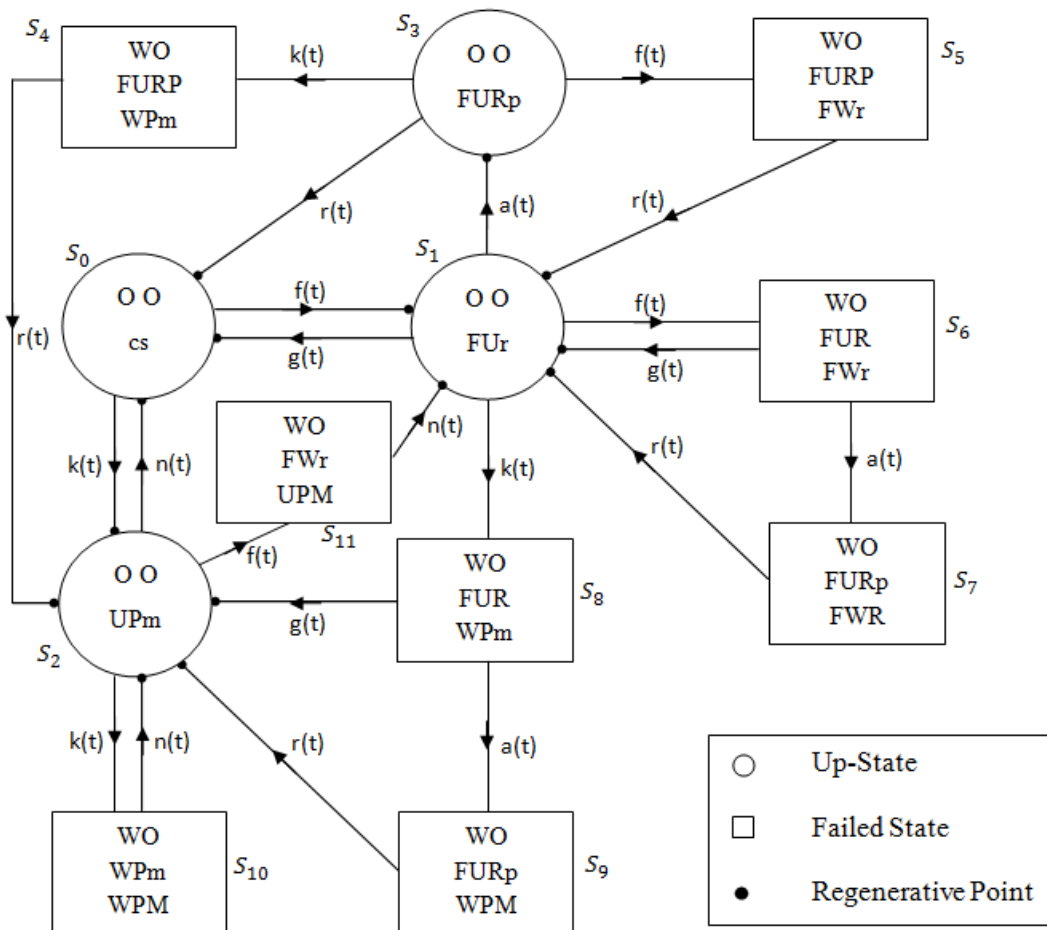 S4
WO
FURP
WPm
k(t)
S3
O O
FURp
f(t)
WO
FURP
FWr
S5
r(t)
r(t)
a(t)
r(t)
S0
O O
cs
f(t)
g(t)
S1
O O
FUr
f(t)
g(t)
WO
FUR
FWr
S6
k(t)
n(t)
WO
FWr
UPM
S11
n(t)
k(t)
r(t)
a(t)
f(t)
S2
O O
UPm
g(t)
WO
FUR
WPm
S8
WO
FURp
FWR
S7
k(t)
n(t)
r(t)
a(t)
WO
WPm
WPM
S10
WO
FURp
WPM
S9
Up-State
Failed State
Regenerative Point